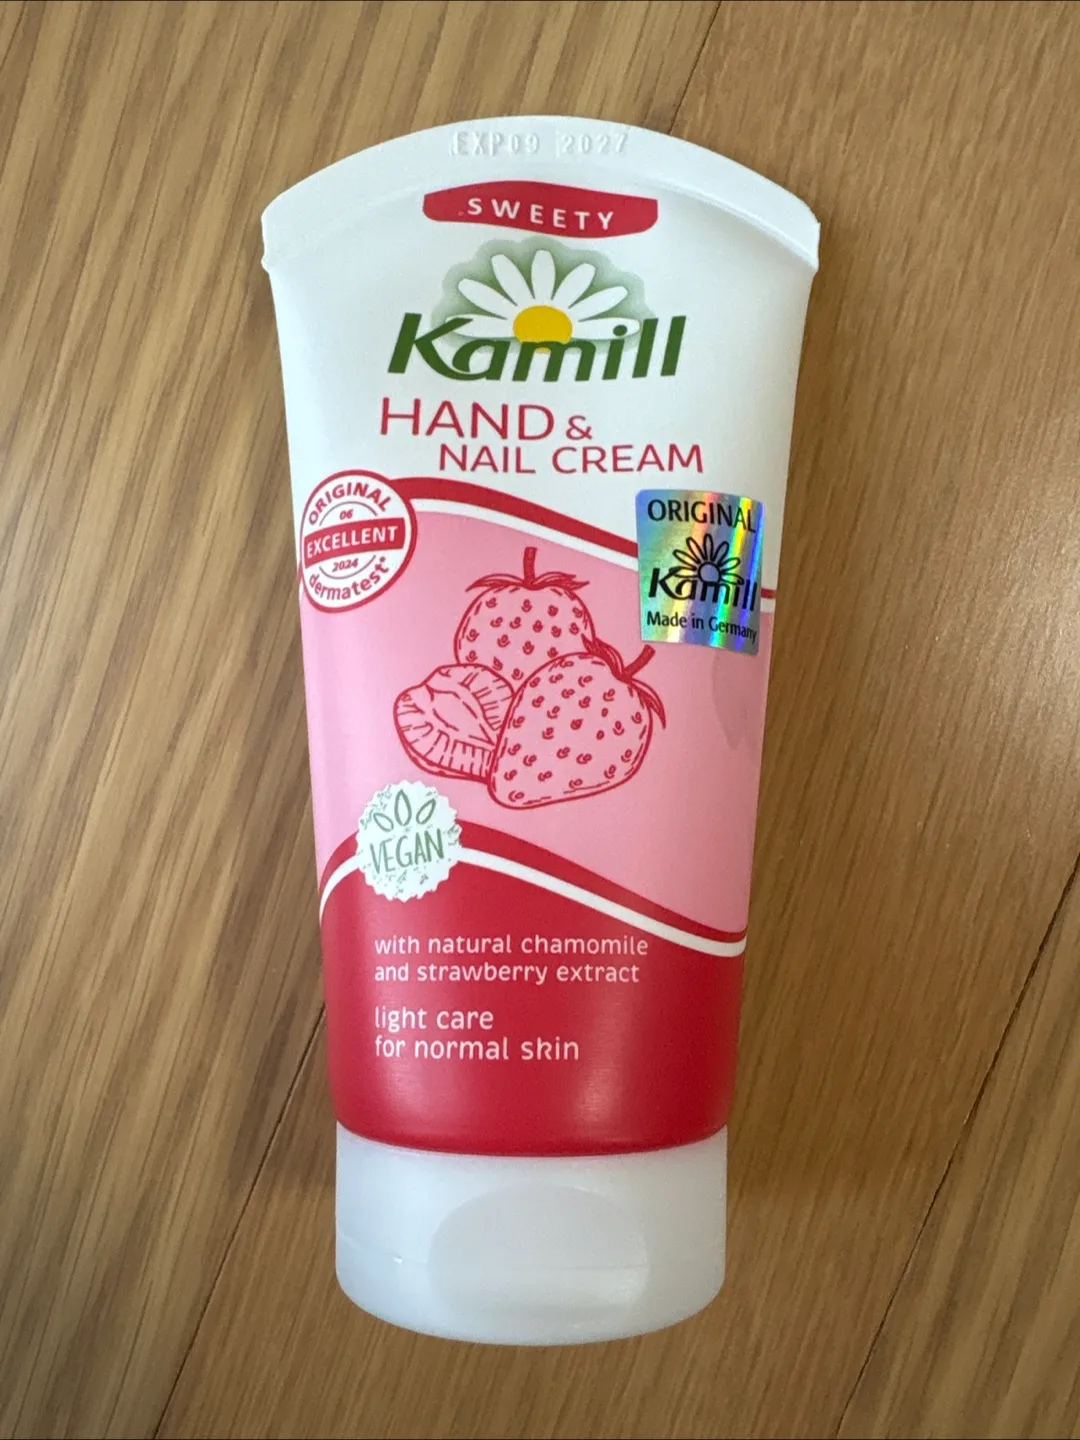 EXP09 2027
SWEETY
Kamill
HAND &
NAIL CREAM
ORIGINAL
06
EXCELLENT
2024
dermatest®
ORIGINAL
Kamill
Made in Germany
VEGAN
with natural chamomile
and strawberry extract
light care
for normal skin